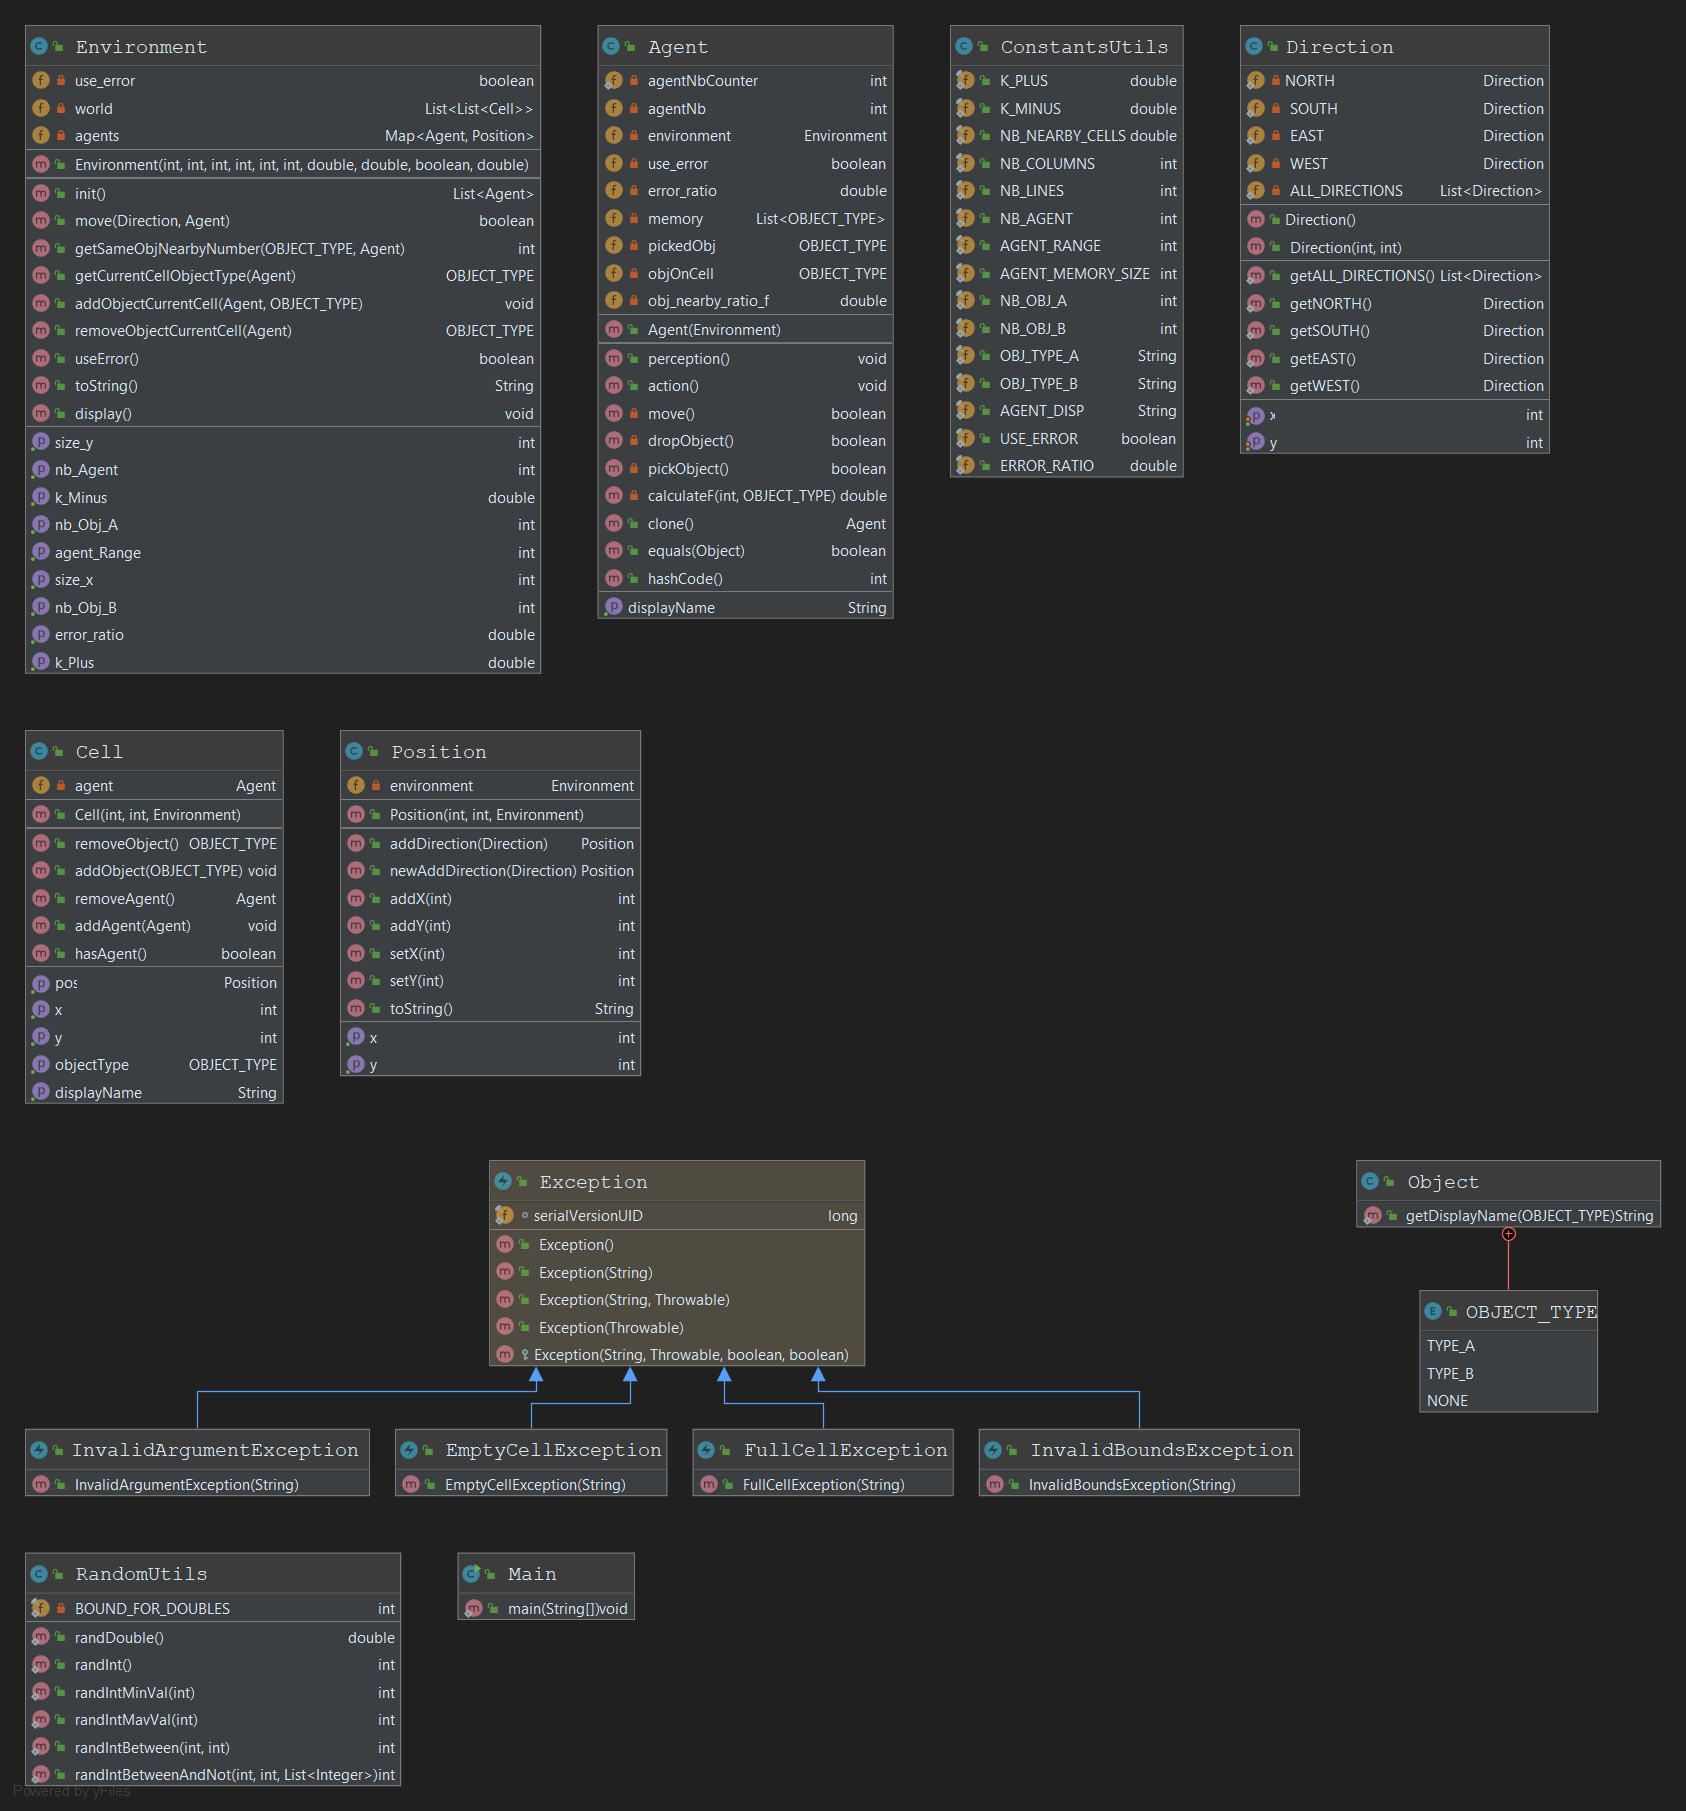 Environment
use_error boolean
world List<List<Cell>>
agents Map<Agent, Position>
Environment(int, int, int, int, int, int, double, double, boolean, double)
init() List<Agent>
move(Direction, Agent) boolean
getSameObjNearbyNumber(OBJECT_TYPE, Agent) int
getCurrentCellObjectType(Agent) OBJECT_TYPE
addObjectCurrentCell(Agent, OBJECT_TYPE) void
removeObjectCurrentCell(Agent) OBJECT_TYPE
useError() boolean
toString() String
display() void
size_y int
nb_Agent int
k_Minus double
nb_Obj_A int
agent_Range int
size_x int
nb_Obj_B int
error_ratio double
k_Plus double
Agent
agentNbCounter int
agentNb int
environment Environment
use_error boolean
error_ratio double
memory List<OBJECT_TYPE>
pickedObj OBJECT_TYPE
objOnCell OBJECT_TYPE
obj_nearby_ratio_f double
Agent(Environment)
perception() void
action() void
move() boolean
dropObject() boolean
pickObject() boolean
calculateF(int, OBJECT_TYPE) double
clone() Agent
equals(Object) boolean
hashCode() int
displayName String
ConstantsUtils
K_PLUS double
K_MINUS double
NB_NEARBY_CELLS double
NB_COLUMNS int
NB_LINES int
NB_AGENT int
AGENT_RANGE int
AGENT_MEMORY_SIZE int
NB_OBJ_A int
NB_OBJ_B int
OBJ_TYPE_A String
OBJ_TYPE_B String
AGENT_DISP String
USE_ERROR boolean
ERROR_RATIO double
Direction
NORTH Direction
SOUTH Direction
EAST Direction
WEST Direction
ALL_DIRECTIONS List<Direction>
Direction()
Direction(int, int)
getALL_DIRECTIONS() List<Direction>
getNORTH() Direction
getSOUTH() Direction
getEAST() Direction
getWEST() Direction
x int
y int
Cell
agent Agent
Cell(int, int, Environment)
removeObject() OBJECT_TYPE
addObject(OBJECT_TYPE) void
removeAgent() Agent
addAgent(Agent) void
hasAgent() boolean
pos Position
x int
y int
objectType OBJECT_TYPE
displayName String
Position
environment Environment
Position(int, int, Environment)
addDirection(Direction) Position
newAddDirection(Direction) Position
addX(int) int
addY(int) int
setX(int) int
setY(int) int
toString() String
x int
y int
Exception
serialVersionUID long
Exception()
Exception(String)
Exception(String, Throwable)
Exception(Throwable)
Exception(String, Throwable, boolean, boolean)
Object
getDisplayName(OBJECT_TYPE)String
OBJECT_TYPE
TYPE_A
TYPE_B
NONE
InvalidArgumentException
InvalidArgumentException(String)
EmptyCellException
EmptyCellException(String)
FullCellException
FullCellException(String)
InvalidBoundsException
InvalidBoundsException(String)
RandomUtils
BOUND_FOR_DOUBLES int
randDouble() double
randInt() int
randIntMinVal(int) int
randIntMavVal(int) int
randIntBetween(int, int) int
randIntBetweenAndNot(int, int, List<Integer>)int
Main
main(String[])void
Powered by yFiles